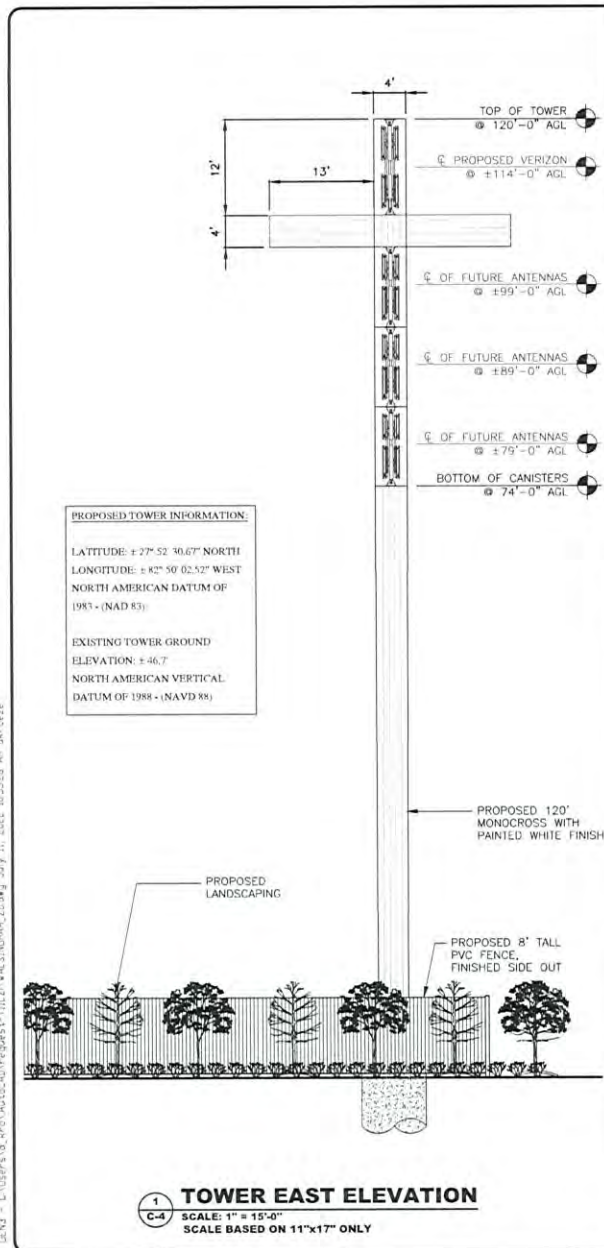 4'
TOP OF TOWER
@ 120'-0" AGL
℄ PROPOSED VERIZON
@ ±114'-0" AGL
12'
13'
4'
℄ OF FUTURE ANTENNAS
@ ±99'-0" AGL
℄ OF FUTURE ANTENNAS
@ ±89'-0" AGL
℄ OF FUTURE ANTENNAS
@ ±79'-0" AGL
BOTTOM OF CANISTERS
@ 74'-0" AGL
PROPOSED TOWER INFORMATION:
LATITUDE: ± 27° 52' 30.67" NORTH
LONGITUDE: ± 82° 50' 02.52" WEST
NORTH AMERICAN DATUM OF
1983 - (NAD 83)
EXISTING TOWER GROUND
ELEVATION: ± 46.7'
NORTH AMERICAN VERTICAL
DATUM OF 1988 - (NAVD 88)
PROPOSED 120'
MONOCROSS WITH
PAINTED WHITE FINISH
PROPOSED
LANDSCAPING
PROPOSED 8' TALL
PVC FENCE,
FINISHED SIDE OUT
1
C-4
TOWER EAST ELEVATION
SCALE: 1" = 15'-0"
SCALE BASED ON 11"x17" ONLY